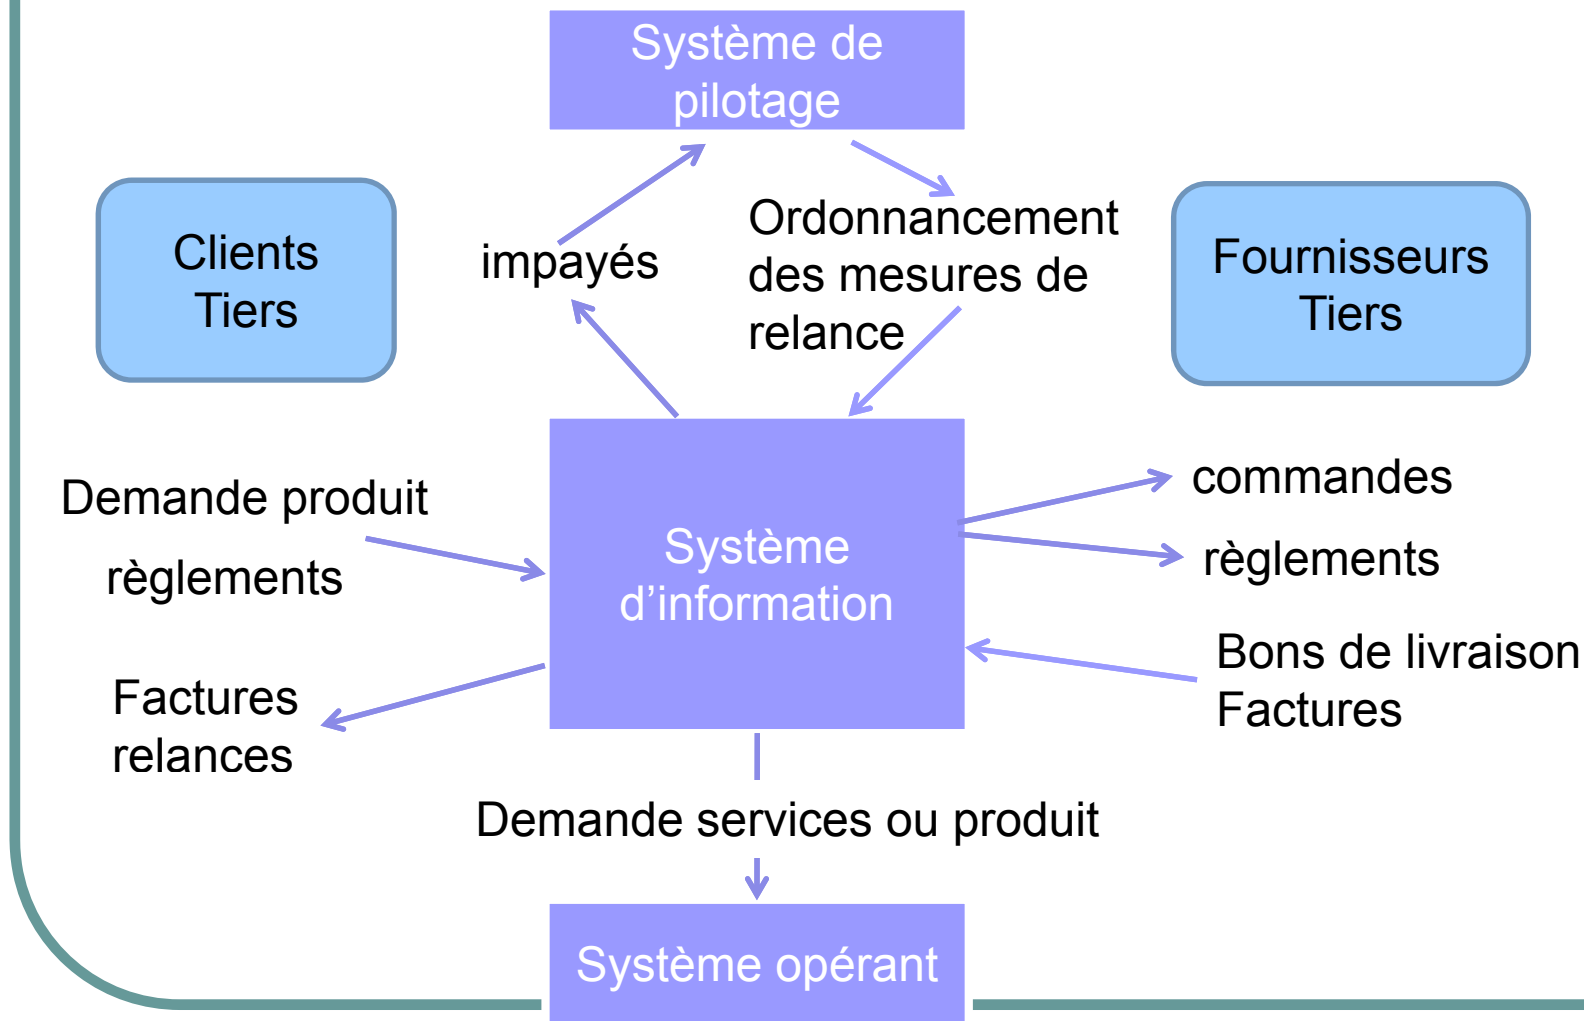 Système de
pilotage
Clients
Tiers
impayés
Ordonnancement
des mesures de
relance
Fournisseurs
Tiers
Demande produit
règlements
Système
d’information
commandes
règlements
Factures
relances
Bons de livraison
Factures
Demande services ou produit
Système opérant